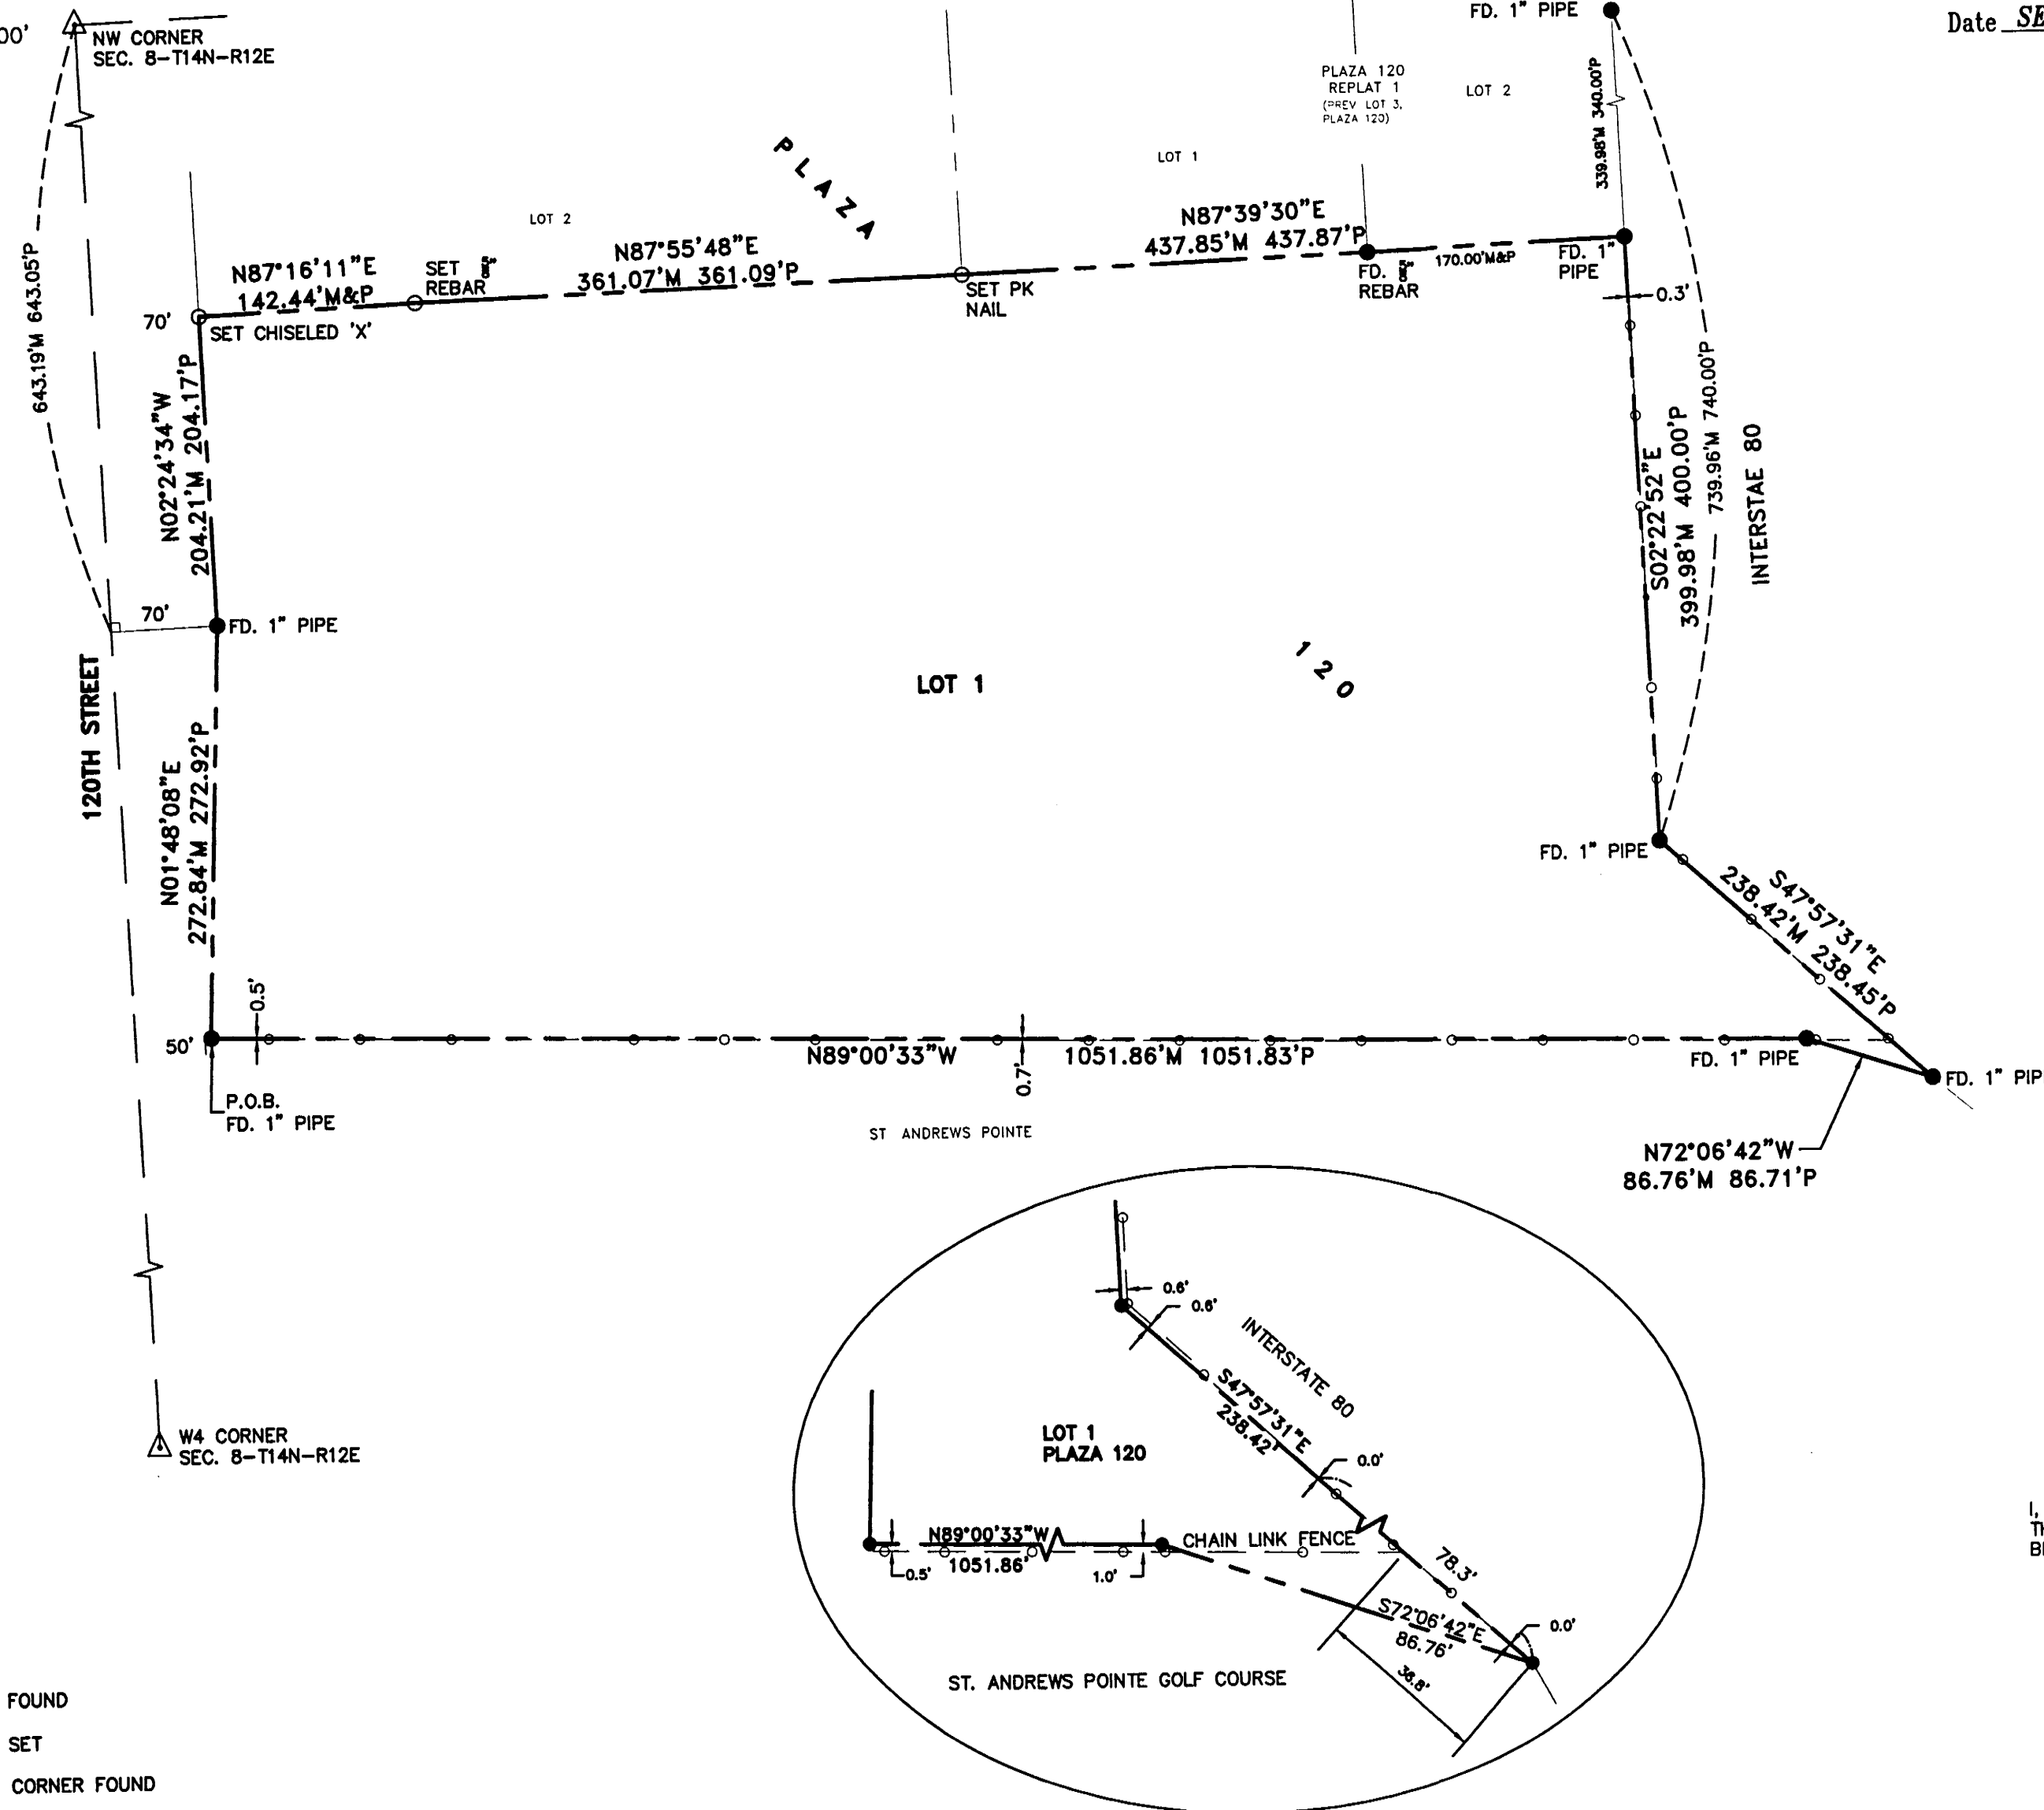 00'
NW CORNER
SEC. 8-T14N-R12E
FD. 1" PIPE
Date SE
PLAZA 120
REPLAT 1
(PREV LOT 3,
PLAZA 120)
LOT 2
339.98'M 340.00'P
PLAZA
LOT 1
LOT 2
643.19'M 643.05'P
N87°16'11"E
142.44'M&P
SET
REBAR
N87°55'48"E
361.07'M 361.09'P
SET PK
NAIL
N87°39'30"E
437.85'M 437.87'P
FD.
REBAR
170.00'M&P
FD. 1"
PIPE
0.3'
70'
SET CHISELED 'X'
N02°24'34"W
204.21'M 204.17'P
739.96'M 740.00'P
INTERSTAE 80
S02°22'52"E
399.98'M 400.00'P
70'
FD. 1" PIPE
120TH STREET
LOT 1
120
N01°48'08"E
272.84'M 272.92'P
FD. 1" PIPE
S47°57'31"E
238.42'M 238.45'P
0.5'
50'
N89°00'33"W
0.7'
1051.86'M 1051.83'P
FD. 1" PIPE
FD. 1" PIP
P.O.B.
FD. 1" PIPE
ST ANDREWS POINTE
N72°06'42"W
86.76'M 86.71'P
0.6'
0.6'
INTERSTATE 80
S47°57'31"E
238.42'
LOT 1
PLAZA 120
0.0'
W4 CORNER
SEC. 8-T14N-R12E
N89°00'33"W
1051.86'
CHAIN LINK FENCE
0.5'
1.0'
78.3'
S72°06'42"E
86.76'
0.0'
38.8'
ST. ANDREWS POINTE GOLF COURSE
I,
TH
BE
FOUND
SET
CORNER FOUND